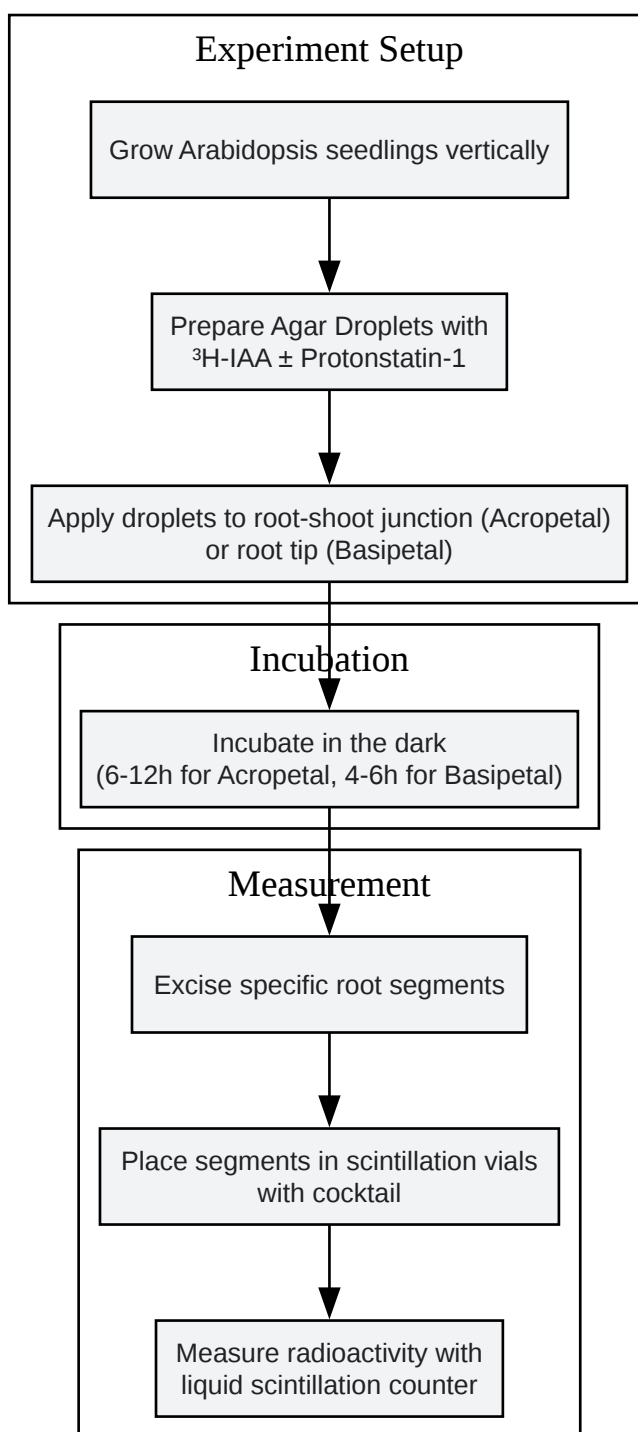 Experiment Setup
Grow Arabidopsis seedlings vertically
Prepare Agar Droplets with
³H-IAA ± Protonstatin-1
Apply droplets to root-shoot junction (Acropetal)
or root tip (Basipetal)
Incubation
Incubate in the dark
(6-12h for Acropetal, 4-6h for Basipetal)
Measurement
Excise specific root segments
Place segments in scintillation vials
with cocktail
Measure radioactivity with
liquid scintillation counter